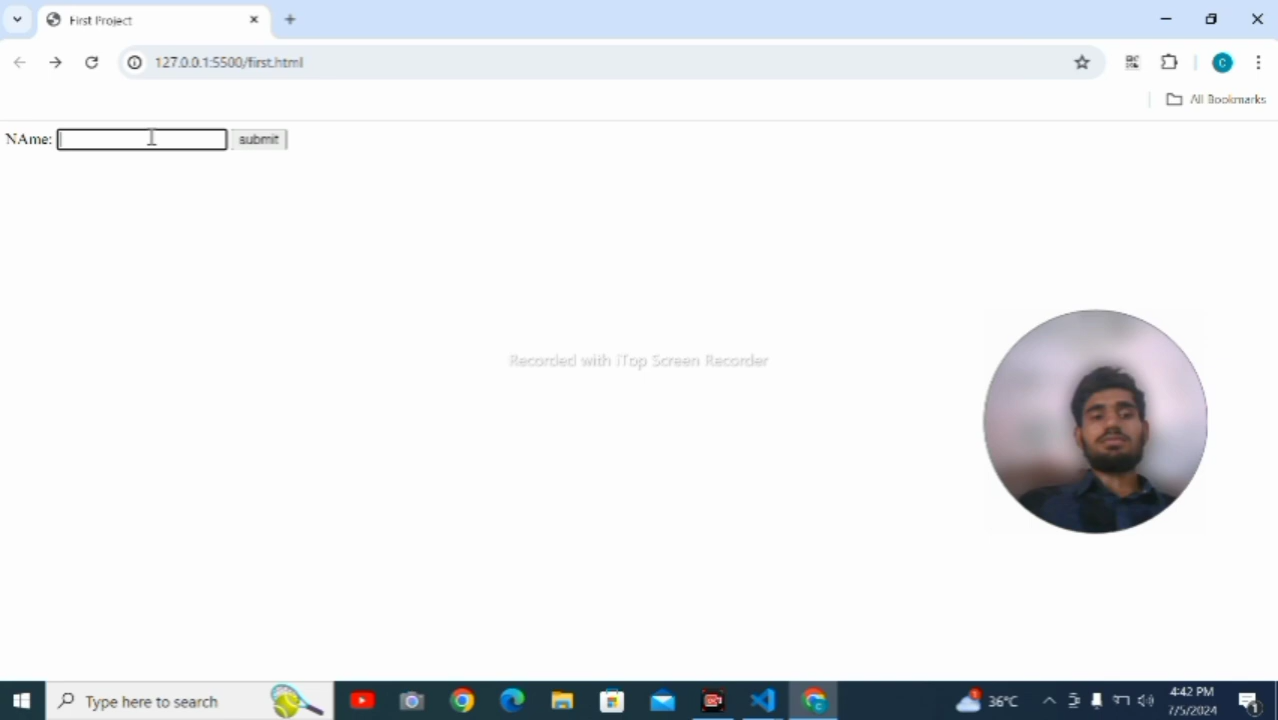 First Project
127.0.0.1:5500/first.html
All Bookmarks
NAme:
submit
Recorded with iTop Screen Recorder
Type here to search
36°C
4:42 PM
7/5/2024